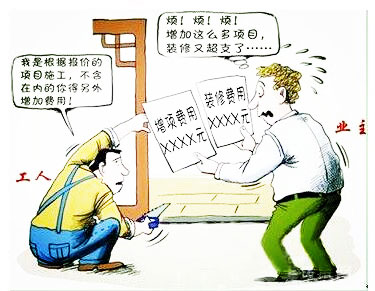 烦！烦！烦！
增加这么多项目，
装修又超支了……
我是根据报价的
项目施工，不含
在内的你得另外
增加费用！
增项费用
XXXX元
装修费用
XXXX元
工人
业主